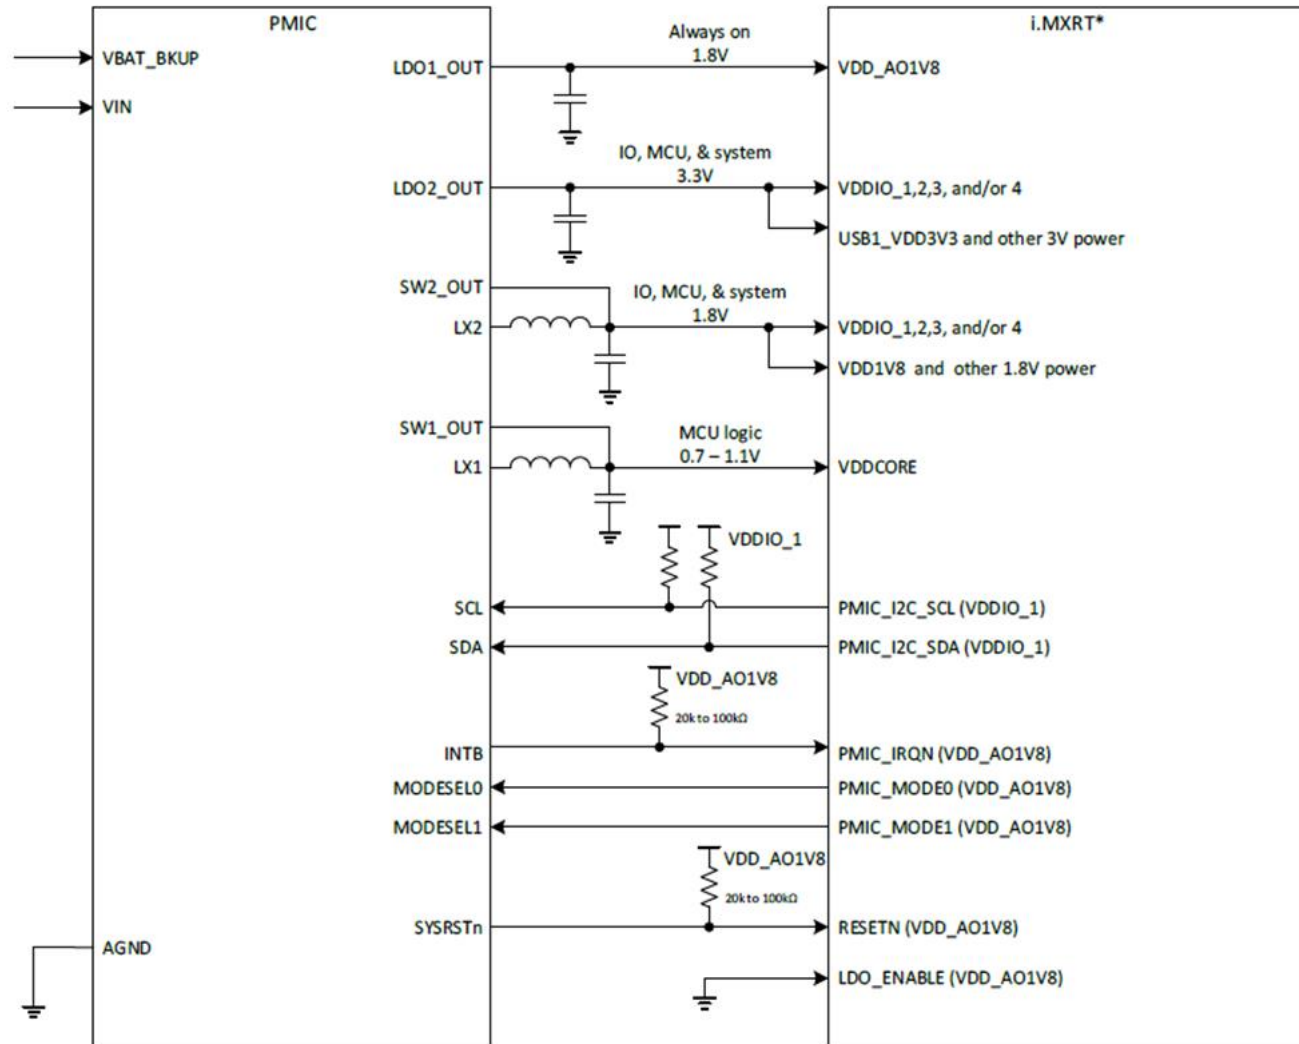 PMIC
i.MXRT*
VBAT_BKUP
VIN
LDO1_OUT
Always on
1.8V
VDD_AO1V8
LDO2_OUT
IO, MCU, & system
3.3V
VDDIO_1,2,3, and/or 4
USB1_VDD3V3 and other 3V power
SW2_OUT
LX2
IO, MCU, & system
1.8V
VDDIO_1,2,3, and/or 4
VDD1V8 and other 1.8V power
SW1_OUT
LX1
MCU logic
0.7 – 1.1V
VDDCORE
VDDIO_1
SCL
PMIC_I2C_SCL (VDDIO_1)
SDA
PMIC_I2C_SDA (VDDIO_1)
VDD_AO1V8
20k to 100kΩ
INTB
PMIC_IRQN (VDD_AO1V8)
MODESEL0
PMIC_MODE0 (VDD_AO1V8)
MODESEL1
PMIC_MODE1 (VDD_AO1V8)
VDD_AO1V8
20k to 100kΩ
SYSRSTn
RESETN (VDD_AO1V8)
AGND
LDO_ENABLE (VDD_AO1V8)